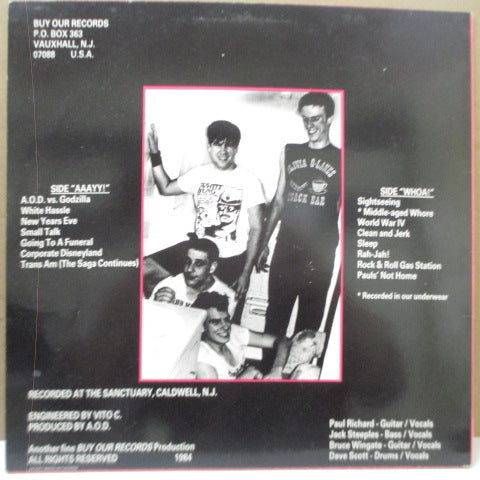 BUY OUR RECORDS
P.O. BOX 363
VAUXHALL, N.J.
07088 U.S.A.
SIDE "AAAYY!"
A.O.D. vs. Godzilla
White Hassle
New Years Eve
Small Talk
Going To A Funeral
Corporate Disneyland
Trans Am (The Saga Continues)
SNACK BAR
SIDE "WHOA!"
Sightseeing
* Middle-aged Whore
World War IV
Clean and Jerk
Sleep
Rah-Jah!
Rock & Roll Gas Station
Pauls' Not Home
* Recorded in our underwear
RECORDED AT THE SANCTUARY, CALDWELL, N.J.
ENGINEERED BY VITO C.
PRODUCED BY A.O.D.
Another fine BUY OUR RECORDS Production
ALL RIGHTS RESERVED 1984
Paul Richard - Guitar / Vocals
Jack Steeples - Bass / Vocals
Bruce Wingate - Guitar / Vocals
Dave Scott - Drums / Vocals